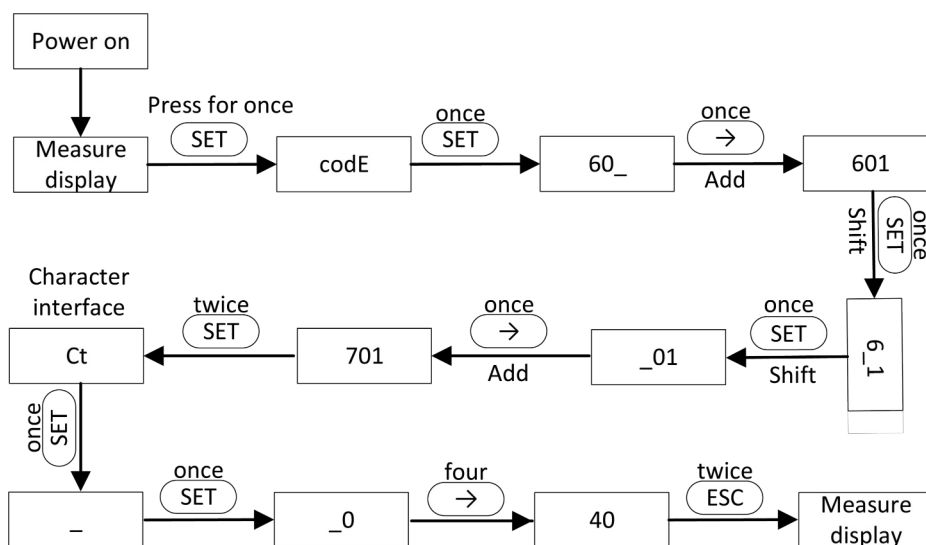 Power on
Press for once
SET
once
SET
once
→
Measure
display
codE
60_
Add
601
Shift
SET
once
Character
interface
twice
SET
once
→
once
SET
Ct
701
Add
_01
Shift
6_1
once
SET
once
SET
four
→
twice
ESC
_
_0
40
Measure
display